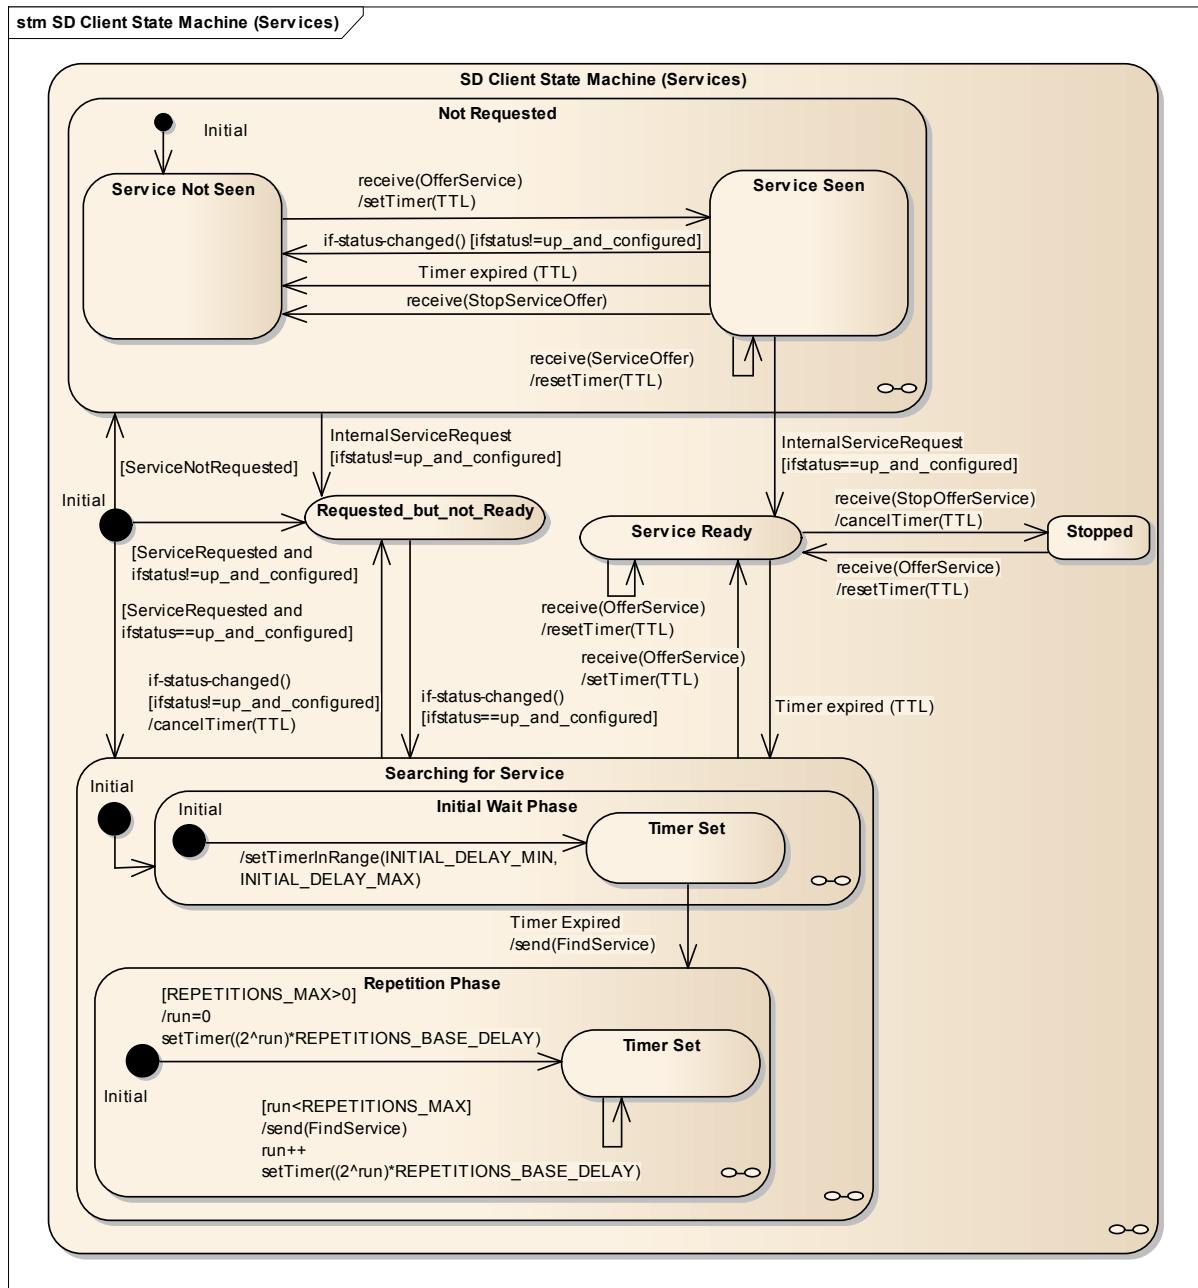 stm SD Client State Machine (Services)
SD Client State Machine (Services)
Not Requested
Initial
Service Not Seen
receive(OfferService)
/setTimer(TTL)
Service Seen
if-status-changed() [ifstatus!=up_and_configured]
Timer expired (TTL)
receive(StopServiceOffer)
receive(ServiceOffer)
/resetTimer(TTL)
InternalServiceRequest
[ifstatus!=up_and_configured]
InternalServiceRequest
[ifstatus==up_and_configured]
[ServiceNotRequested]
Initial
Requested_but_not_Ready
Service Ready
receive(StopOfferService)
/cancelTimer(TTL)
Stopped
receive(OfferService)
/resetTimer(TTL)
[ServiceRequested and
ifstatus!=up_and_configured]
[ServiceRequested and
ifstatus==up_and_configured]
receive(OfferService)
/resetTimer(TTL)
receive(OfferService)
/setTimer(TTL)
if-status-changed()
[ifstatus!=up_and_configured]
/cancelTimer(TTL)
if-status-changed()
[ifstatus==up_and_configured]
Timer expired (TTL)
Searching for Service
Initial
Initial Wait Phase
Initial
Timer Set
/setTimerInRange(INITIAL_DELAY_MIN,
INITIAL_DELAY_MAX)
Timer Expired
/send(FindService)
Repetition Phase
[REPETITIONS_MAX>0]
/run=0
setTimer((2^run)*REPETITIONS_BASE_DELAY)
Timer Set
Initial
[run<REPETITIONS_MAX]
/send(FindService)
run++
setTimer((2^run)*REPETITIONS_BASE_DELAY)